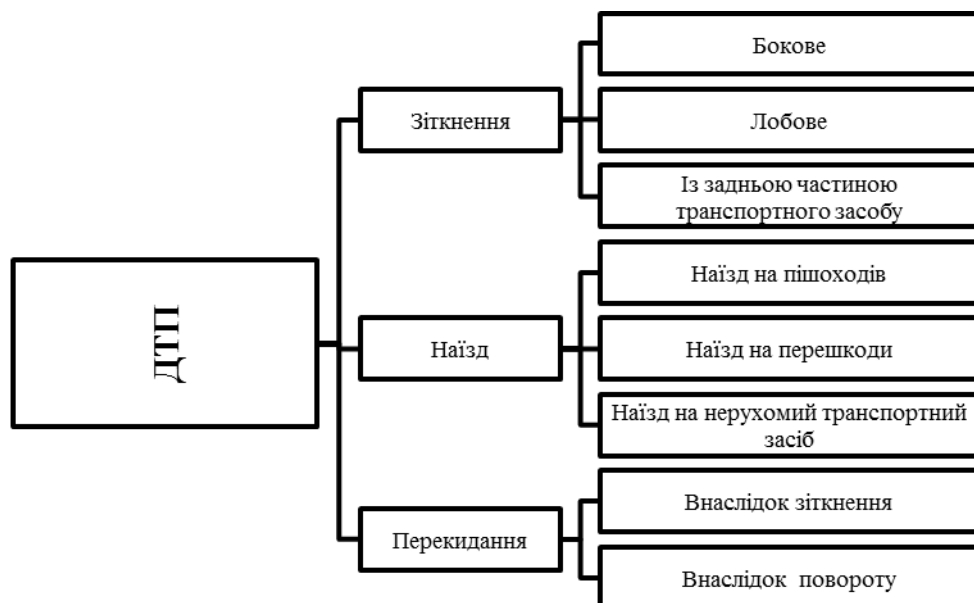 ДТП
Зіткнення
Бокове
Лобове
Із задньою частиною
транспортного засобу
Наїзд
Наїзд на пішоходів
Наїзд на перешкоди
Наїзд на нерухомий транспортний
засіб
Перекидання
Внаслідок зіткнення
Внаслідок повороту